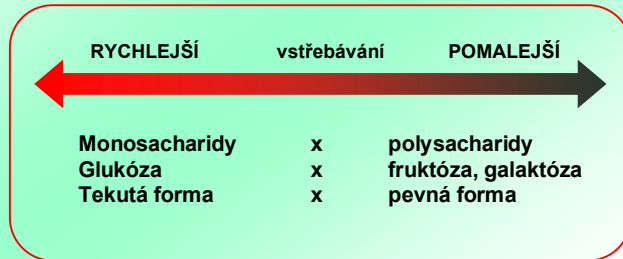 RYCHLEJŠÍ vstřebávání POMALEJŠÍ
Monosacharidy x polysacharidy
Glukóza x fruktóza, galaktóza
Tekutá forma x pevná forma